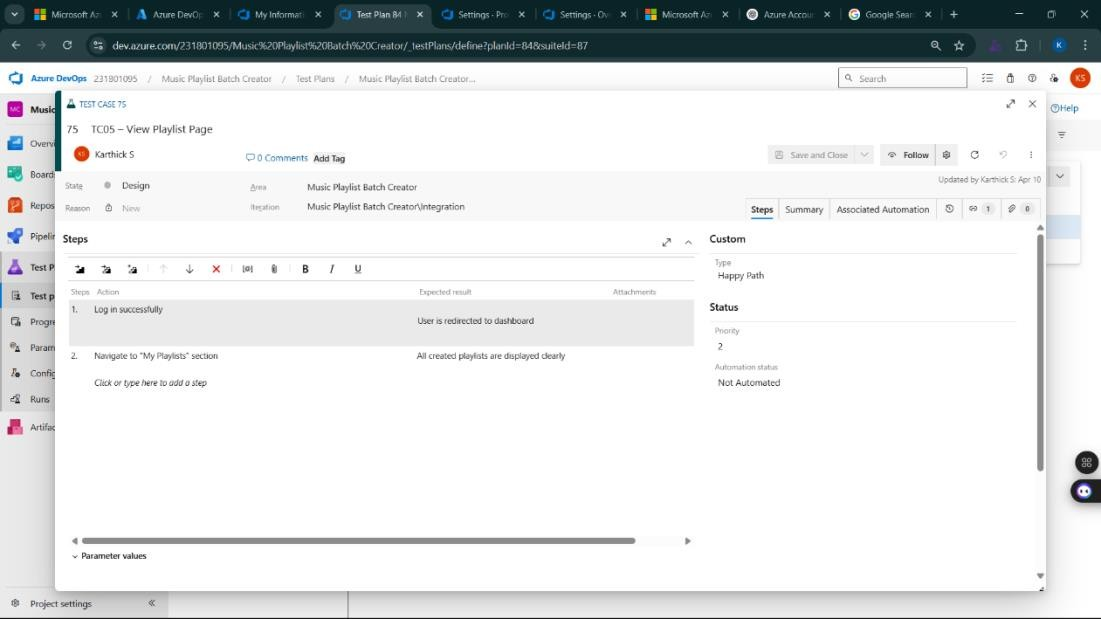 Microsoft Az
Azure DevOp
My Informati
Test Plan 84
Settings - Pro
Settings - Ov
Microsoft Az
Azure Accou
Google Sear
dev.azure.com/231801095/Music%20Playlist%20Batch%20Creator/_testPlans/define?planId=84&suiteId=87
K
Azure DevOps 231801095 / Music Playlist Batch Creator / Test Plans / Music Playlist Batch Creator...
Search
KS
MC Music
Overv
Boards
Repos
Pipelin
Test P
Test p
Progre
Param
Config
Runs
Artifac
Project settings
Help
TEST CASE 75
75 TC05 – View Playlist Page
KS Karthick S
0 Comments Add Tag
Save and Close
Follow
State Design
Area Music Playlist Batch Creator
Updated by Karthick S: Apr 10
Reason New
Iteration Music Playlist Batch Creator\Integration
Steps Summary Associated Automation 1 0
Steps
B I U
Steps Action Expected result Attachments
1. Log in successfully
User is redirected to dashboard
2. Navigate to "My Playlists" section All created playlists are displayed clearly
Click or type here to add a step
Parameter values
Custom
Type
Happy Path
Status
Priority
2
Automation status
Not Automated